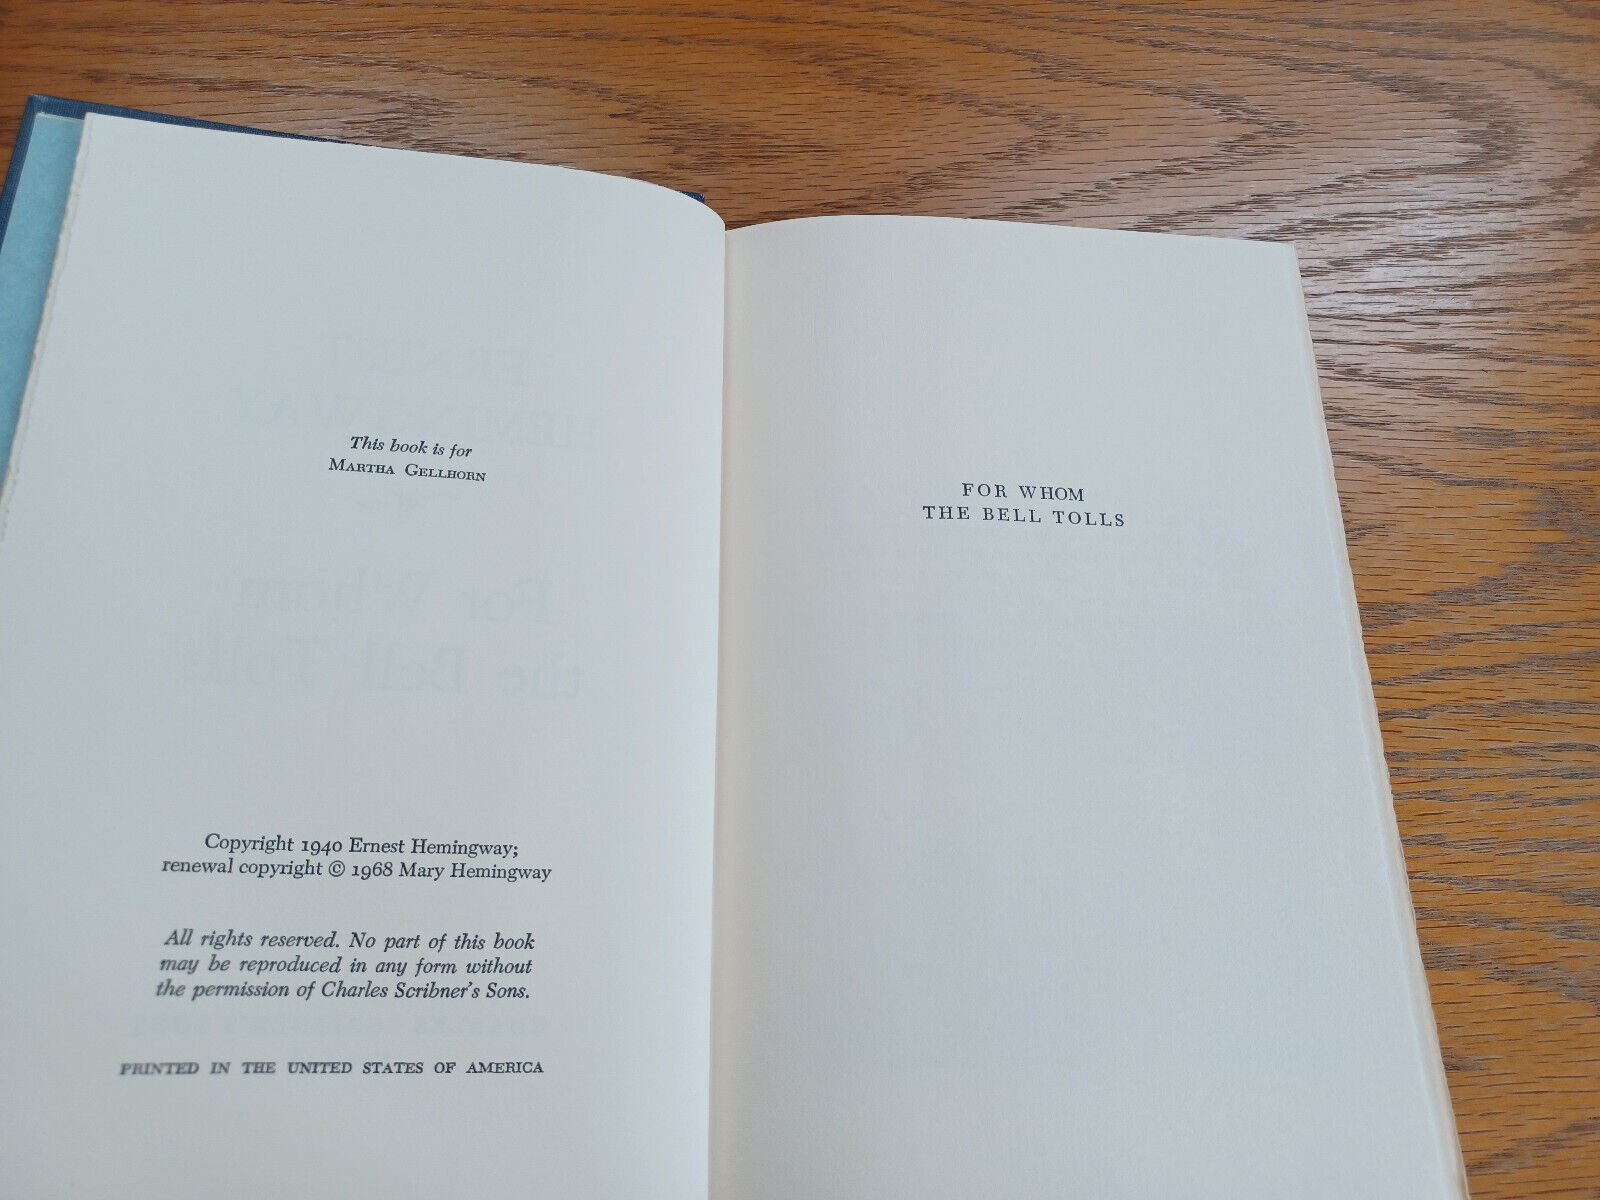 This book is for
MARTHA GELLHORN
Copyright 1940 Ernest Hemingway;
renewal copyright © 1968 Mary Hemingway
All rights reserved. No part of this book
may be reproduced in any form without
the permission of Charles Scribner's Sons.
PRINTED IN THE UNITED STATES OF AMERICA
FOR WHOM
THE BELL TOLLS